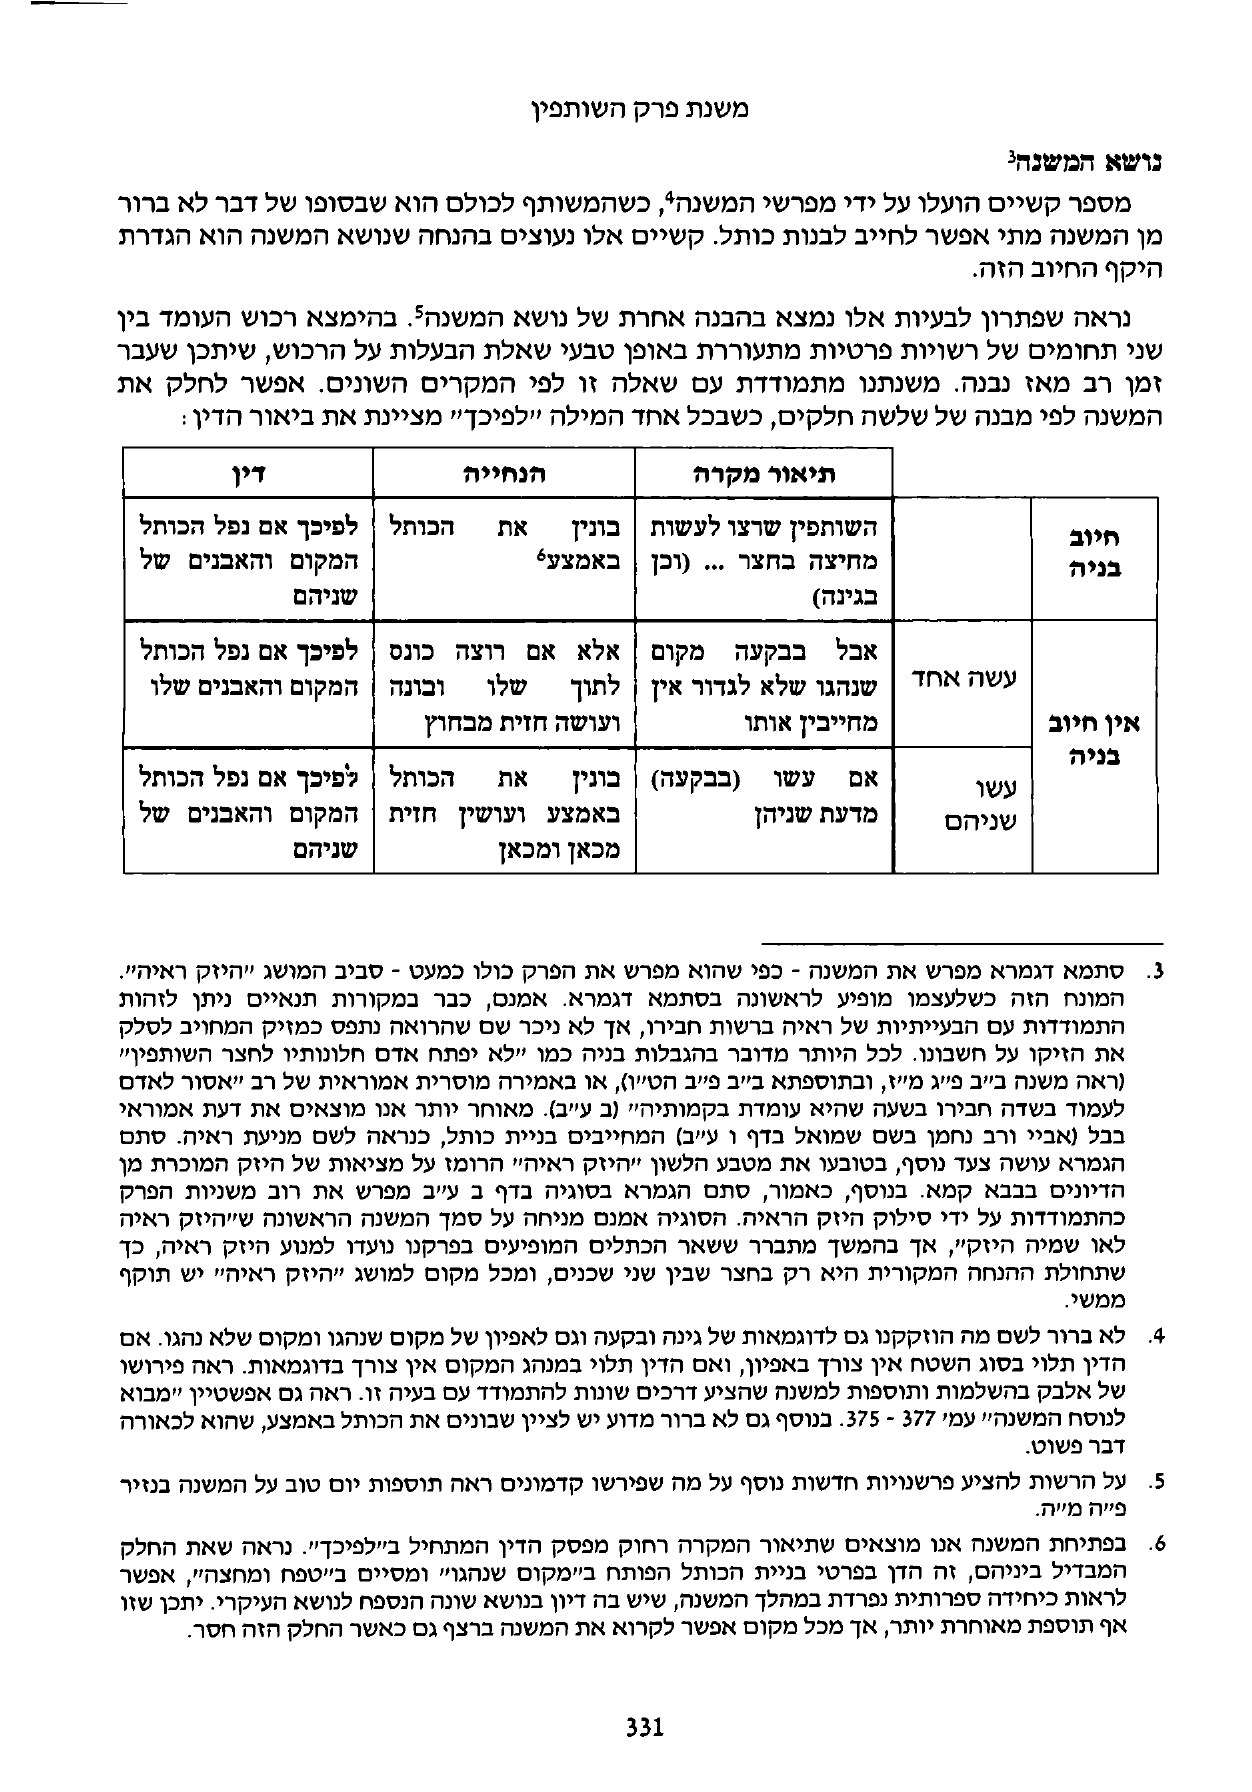 משנת פרק השותפין
נושא המשנה3
מספר קשיים הועלו על ידי מפרשי המשנה4, כשהמשותף לכולם הוא שבסופו של דבר לא ברור
מן המשנה מתי אפשר לחייב לבנות כותל. קשיים אלו נעוצים בהנחה שנושא המשנה הוא הגדרת
היקף החיוב הזה.
נראה שפתרון לבעיות אלו נמצא בהבנה אחרת של נושא המשנה5. בהימצא רכוש העומד בין
שני תחומים של רשויות פרטיות מתעוררת באופן טבעי שאלת הבעלות על הרכוש, שיתכן שעבר
זמן רב מאז נבנה. משנתנו מתמודדת עם שאלה זו לפי המקרים השונים. אפשר לחלק את
המשנה לפי מבנה של שלשה חלקים, כשבכל אחד המילה "לפיכך" מציינת את ביאור הדין:
תיאור מקרה הנחייה דין
חיוב בניה
השותפין שרצו לעשות
מחיצה בחצר ... (וכן
בגינה)
בונין את הכותל
באמצע6
לפיכך אם נפל הכותל
המקום והאבנים של
שניהם
אין חיוב
בניה
עשה אחד
אבל בבקעה מקום
שנהגו שלא לגדור אין
מחייבין אותו
אלא אם רוצה כונס
לתוך שלו ובונה
ועושה חזית מבחוץ
לפיכך אם נפל הכותל
המקום והאבנים שלו
עשו
שניהם
אם עשו (בבקעה)
מדעת שניהן
בונין את הכותל
באמצע ועושין חזית
מכאן ומכאן
לפיכך אם נפל הכותל
המקום והאבנים של
שניהם
3. סתמא דגמרא מפרש את המשנה - כפי שהוא מפרש את הפרק כולו כמעט - סביב המושג "היזק ראיה".
המונח הזה כשלעצמו מופיע לראשונה בסתמא דגמרא. אמנם, כבר במקורות תנאיים ניתן לזהות
התמודדות עם הבעייתיות של ראיה ברשות חבירו, אך לא ניכר שם שהרואה נתפס כמזיק המחויב לסלק
את הזיקו על חשבונו. לכל היותר מדובר בהגבלות בניה כמו "לא יפתח אדם חלונותיו לחצר השותפין"
(ראה משנה ב"ב פ"ג מ"ז, ובתוספתא ב"ב פ"ב הט"ו), או באמירה מוסרית אמוראית של רב "אסור לאדם
לעמוד בשדה חבירו בשעה שהיא עומדת בקמותיה" (ב ע"ב). מאוחר יותר אנו מוצאים את דעת אמוראי
בבל (אביי ורב נחמן בשם שמואל בדף ו ע"ב) המחייבים בניית כותל, כנראה לשם מניעת ראיה. סתם
הגמרא עושה צעד נוסף, בטובעו את מטבע הלשון "היזק ראיה" הרומז על מציאות של היזק המוכרת מן
הדיונים בבבא קמא. בנוסף, כאמור, סתם הגמרא בסוגיה בדף ב ע"ב מפרש את רוב משניות הפרק
כהתמודדות על ידי סילוק היזק הראיה. הסוגיה אמנם מניחה על סמך המשנה הראשונה ש"היזק ראיה
לאו שמיה היזק", אך בהמשך מתברר ששאר הכתלים המופיעים בפרקנו נועדו למנוע היזק ראיה, כך
שתחולת ההנחה המקורית היא רק בחצר שבין שני שכנים, ומכל מקום למושג "היזק ראיה" יש תוקף
ממשי.
4. לא ברור לשם מה הוזקקנו גם לדוגמאות של גינה ובקעה וגם לאפיון של מקום שנהגו ומקום שלא נהגו. אם
הדין תלוי בסוג השטח אין צורך באפיון, ואם הדין תלוי במנהג המקום אין צורך בדוגמאות. ראה פירושו
של אלבק בהשלמות ותוספות למשנה שהציע דרכים שונות להתמודד עם בעיה זו. ראה גם אפשטיין "מבוא
לנוסח המשנה" עמ' 377 - 375. בנוסף גם לא ברור מדוע יש לציין שבונים את הכותל באמצע, שהוא לכאורה
דבר פשוט.
5. על הרשות להציע פרשנויות חדשות נוסף על מה שפירשו קדמונים ראה תוספות יום טוב על המשנה בנזיר
פ"ה מ"ה.
6. בפתיחת המשנה אנו מוצאים שתיאור המקרה רחוק מפסק הדין המתחיל ב"לפיכך". נראה שאת החלק
המבדיל ביניהם, זה הדן בפרטי בניית הכותל הפותח ב"מקום שנהגו" ומסיים ב"טפח ומחצה", אפשר
לראות כיחידה ספרותית נפרדת במהלך המשנה, שיש בה דיון בנושא שונה הנספח לנושא העיקרי. יתכן שזו
אף תוספת מאוחרת יותר, אך מכל מקום אפשר לקרוא את המשנה ברצף גם כאשר החלק הזה חסר.
331